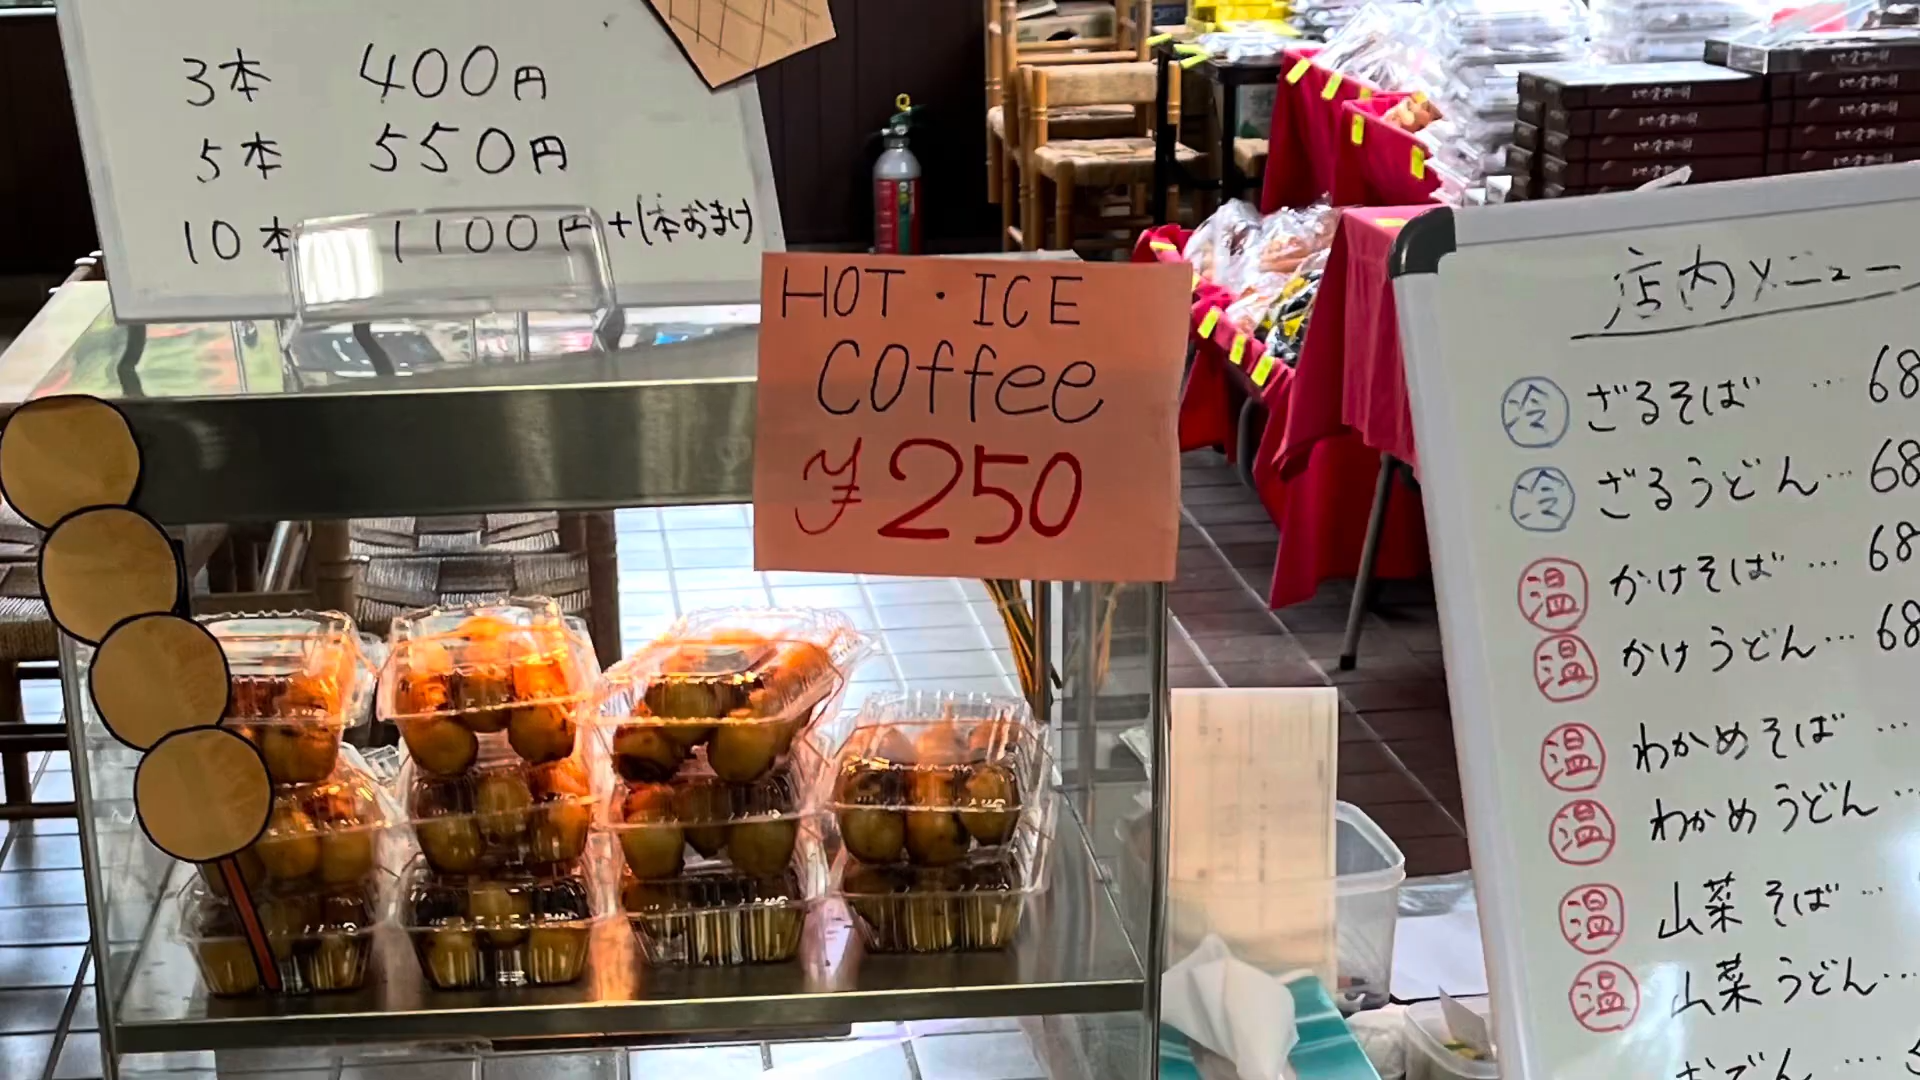 3本 400円
5本 550円
10本 1100円+1本おまけ
HOT・ICE
Coffee
¥250
店内メニュー
冷 ざるそば … 68
冷 ざるうどん … 68
温 かけそば … 68
温 かけうどん … 68
温 わかめそば …
温 わかめうどん …
温 山菜そば …
温 山菜うどん …
おでん … 5